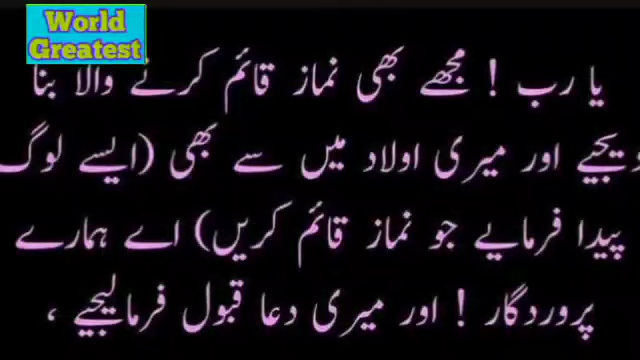 World
Greatest
یا رب ! مجھے بھی نماز قائم کرنے والا بنا
دیجیے اور میری اولاد میں سے بھی (ایسے لوگ
پیدا فرمایے جو نماز قائم کریں) اے ہمارے
پروردگار ! اور میری دعا قبول فرمالیجیے ،